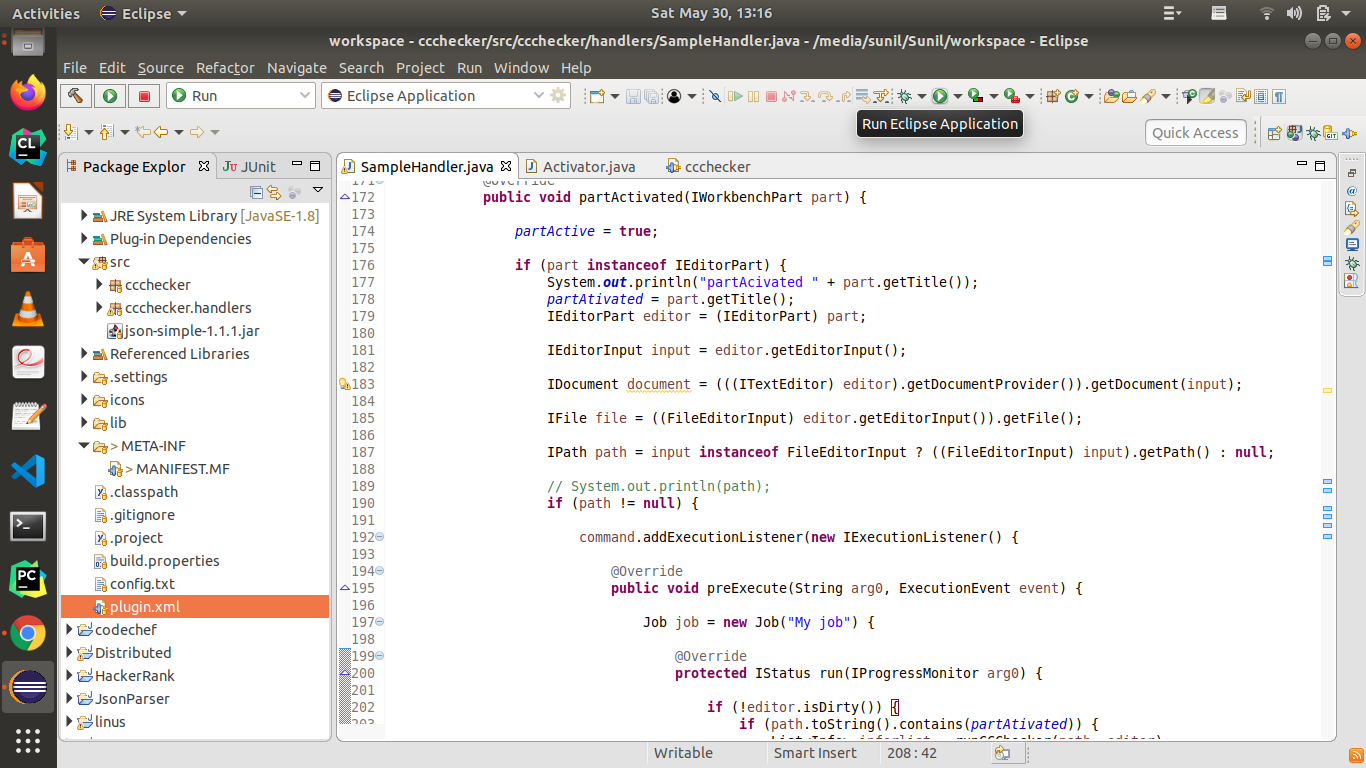 Activities Eclipse Sat May 30, 13:16
workspace - ccchecker/src/ccchecker/handlers/SampleHandler.java - /media/sunil/Sunil/workspace - Eclipse
File Edit Source Refactor Navigate Search Project Run Window Help
Run Eclipse Application
Run Eclipse Application
Quick Access
Package Explor JUnit
SampleHandler.java Activator.java ccchecker
JRE System Library [JavaSE-1.8]
Plug-in Dependencies
src
ccchecker
ccchecker.handlers
json-simple-1.1.1.jar
Referenced Libraries
.settings
icons
lib
> META-INF
> MANIFEST.MF
.classpath
.gitignore
.project
build.properties
config.txt
plugin.xml
codechef
Distributed
HackerRank
JsonParser
linus
171 @Override
172 public void partActivated(IWorkbenchPart part) {
173
174 partActive = true;
175
176 if (part instanceof IEditorPart) {
177 System.out.println("partAcivated " + part.getTitle());
178 partAtivated = part.getTitle();
179 IEditorPart editor = (IEditorPart) part;
180
181 IEditorInput input = editor.getEditorInput();
182
183 IDocument document = (((ITextEditor) editor).getDocumentProvider()).getDocument(input);
184
185 IFile file = ((FileEditorInput) editor.getEditorInput()).getFile();
186
187 IPath path = input instanceof FileEditorInput ? ((FileEditorInput) input).getPath() : null;
188
189 // System.out.println(path);
190 if (path != null) {
191
192 command.addExecutionListener(new IExecutionListener() {
193
194 @Override
195 public void preExecute(String arg0, ExecutionEvent event) {
196
197 Job job = new Job("My job") {
198
199 @Override
200 protected IStatus run(IProgressMonitor arg0) {
201
202 if (!editor.isDirty()) {
203 if (path.toString().contains(partAtivated)) {
Writable Smart Insert 208 : 42